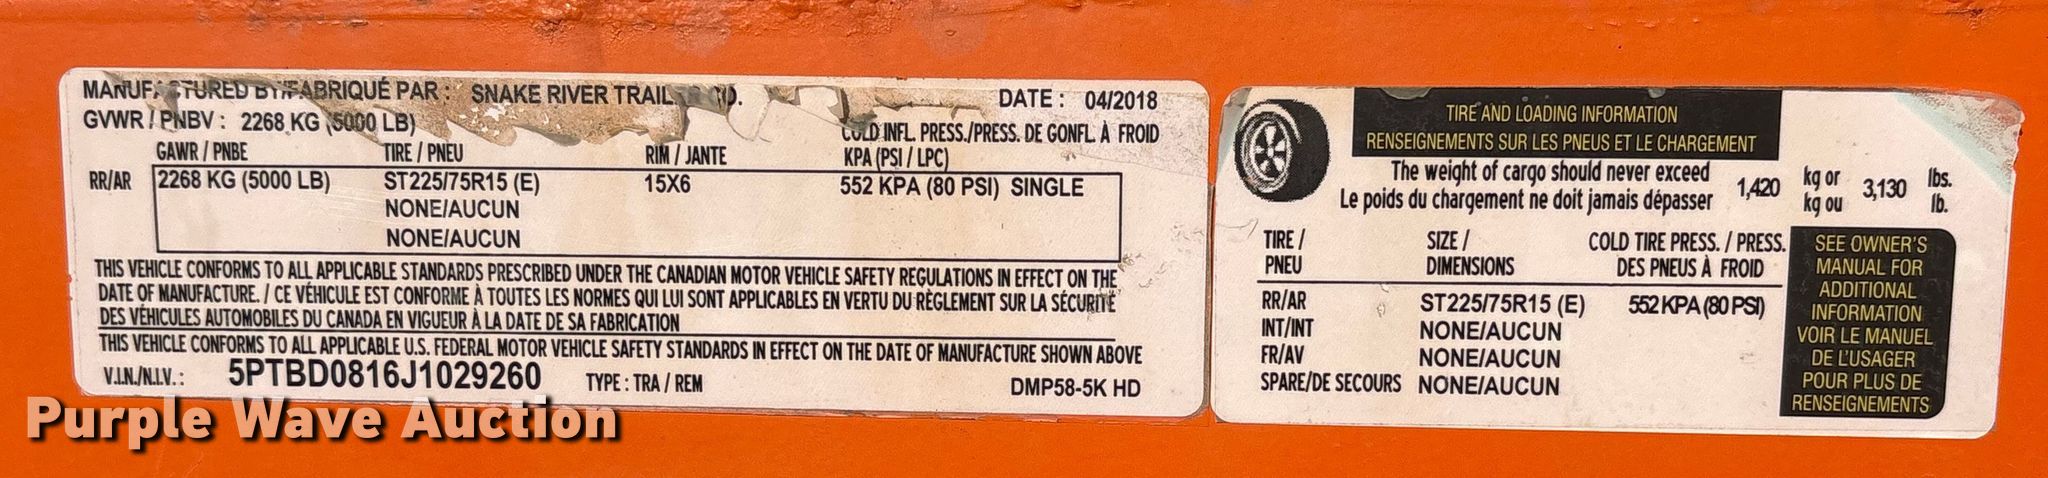 MANUFACTURED BY/FABRIQUÉ PAR : SNAKE RIVER TRAILER CO. DATE : 04/2018
GVWR / PNBV : 2268 KG (5000 LB) COLD INFL. PRESS./PRESS. DE GONFL. À FROID
GAWR / PNBE TIRE / PNEU RIM / JANTE KPA (PSI / LPC)
RR/AR 2268 KG (5000 LB) ST225/75R15 (E) 15X6 552 KPA (80 PSI) SINGLE
NONE/AUCUN
NONE/AUCUN
THIS VEHICLE CONFORMS TO ALL APPLICABLE STANDARDS PRESCRIBED UNDER THE CANADIAN MOTOR VEHICLE SAFETY REGULATIONS IN EFFECT ON THE
DATE OF MANUFACTURE. / CE VÉHICULE EST CONFORME À TOUTES LES NORMES QUI LUI SONT APPLICABLES EN VERTU DU RÈGLEMENT SUR LA SÉCURITÉ
DES VÉHICULES AUTOMOBILES DU CANADA EN VIGUEUR À LA DATE DE SA FABRICATION
THIS VEHICLE CONFORMS TO ALL APPLICABLE U.S. FEDERAL MOTOR VEHICLE SAFETY STANDARDS IN EFFECT ON THE DATE OF MANUFACTURE SHOWN ABOVE
V.I.N./N.I.V. : 5PTBD0816J1029260 TYPE : TRA / REM DMP58-5K HD
TIRE AND LOADING INFORMATION
RENSEIGNEMENTS SUR LES PNEUS ET LE CHARGEMENT
The weight of cargo should never exceed 1,420 kg or 3,130 lbs.
Le poids du chargement ne doit jamais dépasser kg ou lb.
TIRE / SIZE / COLD TIRE PRESS. / PRESS.
PNEU DIMENSIONS DES PNEUS À FROID
RR/AR ST225/75R15 (E) 552 KPA (80 PSI)
INT/INT NONE/AUCUN
FR/AV NONE/AUCUN
SPARE/DE SECOURS NONE/AUCUN
SEE OWNER'S
MANUAL FOR
ADDITIONAL
INFORMATION
VOIR LE MANUEL
DE L'USAGER
POUR PLUS DE
RENSEIGNEMENTS
Purple Wave Auction